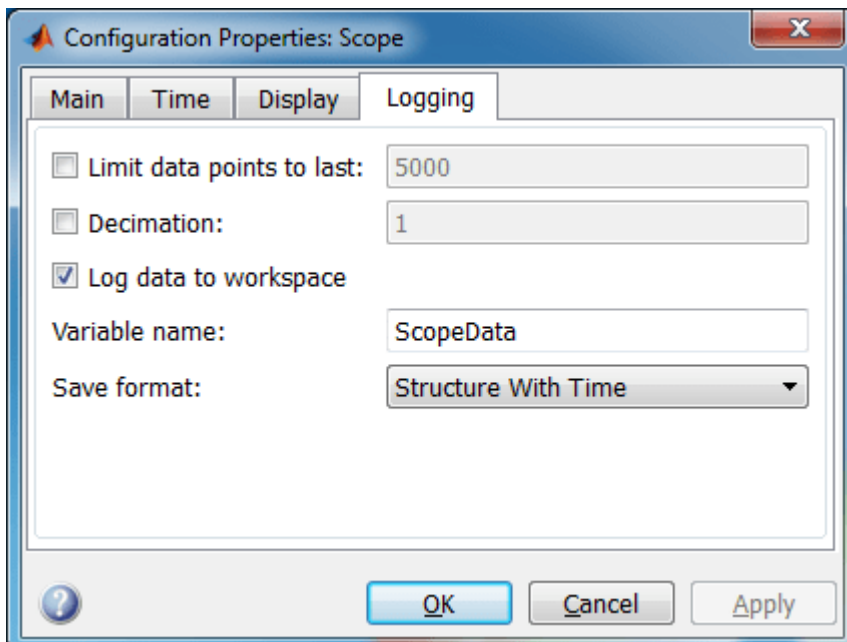 Configuration Properties: Scope
Main Time Display Logging
Limit data points to last: 5000
Decimation: 1
Log data to workspace
Variable name: ScopeData
Save format: Structure With Time
? OK Cancel Apply